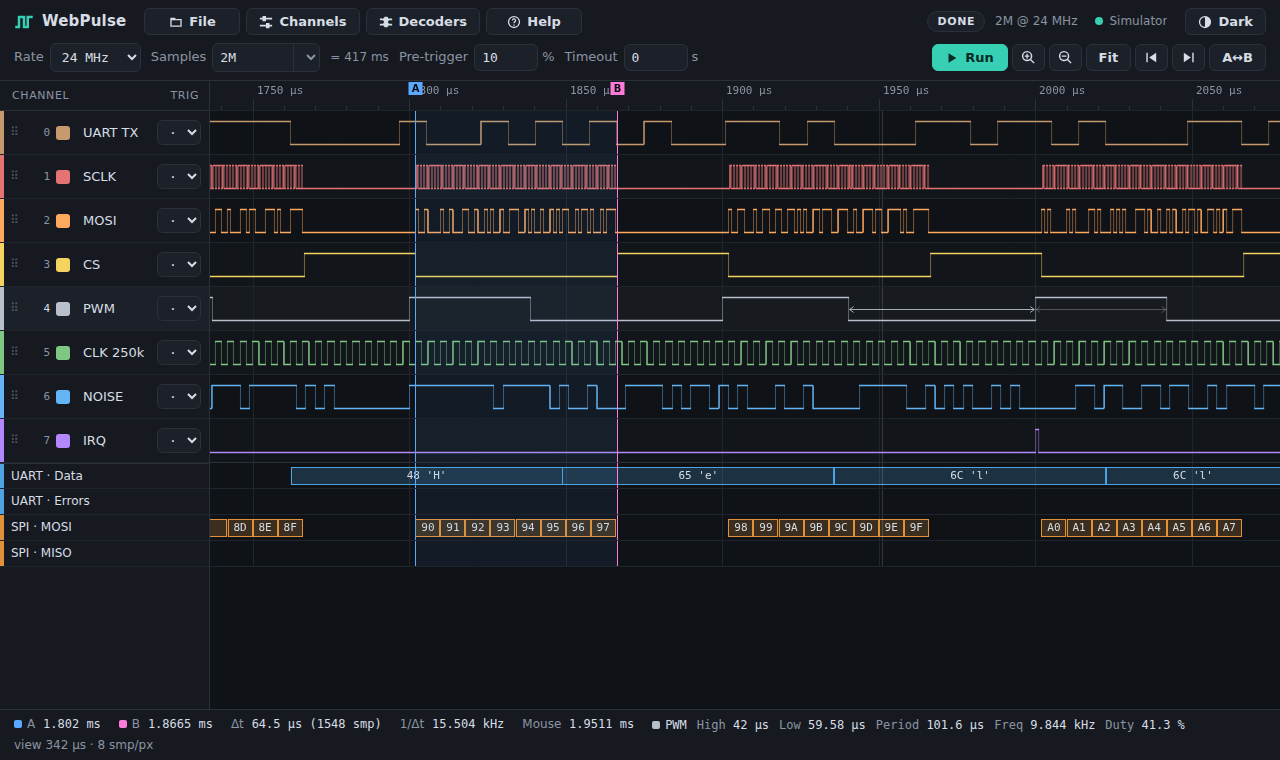 WebPulse File Channels Decoders Help DONE 2M @ 24 MHz Simulator Dark
Rate 24 MHz Samples 2M = 417 ms Pre-trigger 10 % Timeout 0 s Run Fit A↔B
CHANNEL TRIG 1750 µs A 800 µs 1850 µ B 1900 µs 1950 µs 2000 µs 2050 µs
0 UART TX ·
1 SCLK ·
2 MOSI ·
3 CS ·
4 PWM ·
5 CLK 250k ·
6 NOISE ·
7 IRQ ·
UART · Data 48 'H' 65 'e' 6C 'l' 6C 'l'
UART · Errors
SPI · MOSI 8D 8E 8F 90 91 92 93 94 95 96 97 98 99 9A 9B 9C 9D 9E 9F A0 A1 A2 A3 A4 A5 A6 A7
SPI · MISO
A 1.802 ms B 1.8665 ms Δt 64.5 µs (1548 smp) 1/Δt 15.504 kHz Mouse 1.9511 ms PWM High 42 µs Low 59.58 µs Period 101.6 µs Freq 9.844 kHz Duty 41.3 %
view 342 µs · 8 smp/px